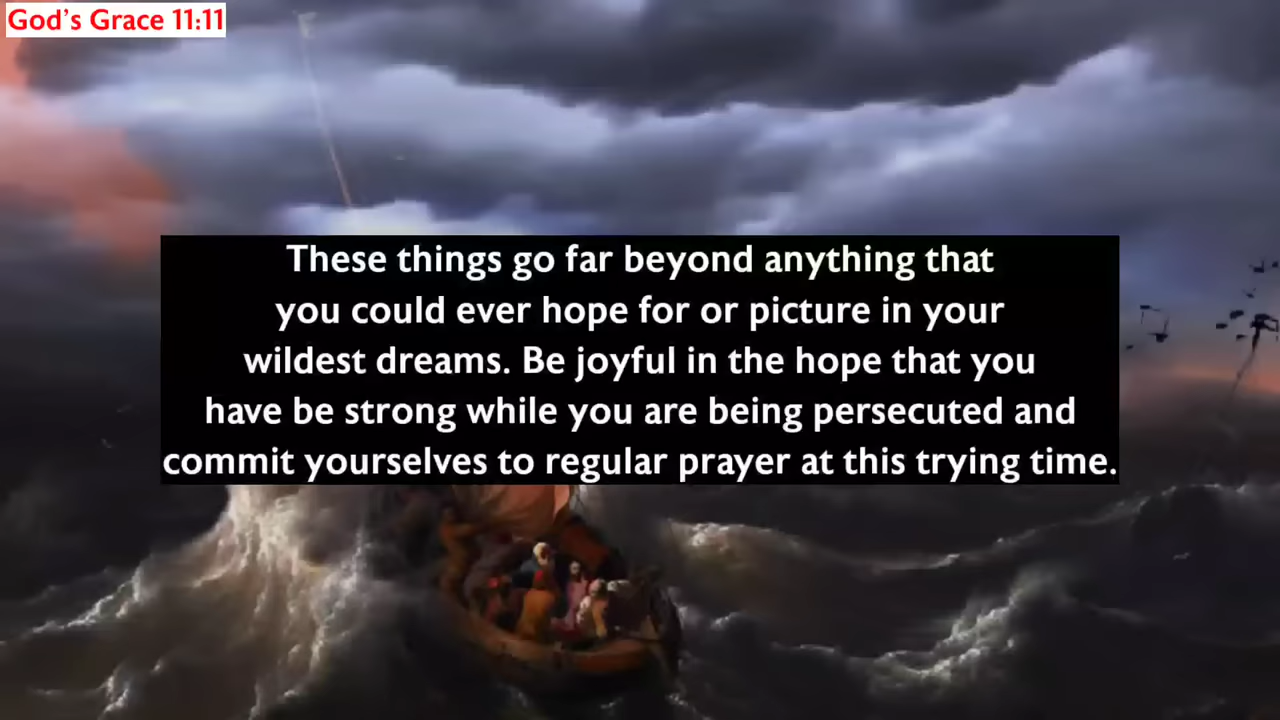 God's Grace 11:11
These things go far beyond anything that
you could ever hope for or picture in your
wildest dreams. Be joyful in the hope that you
have be strong while you are being persecuted and
commit yourselves to regular prayer at this trying time.